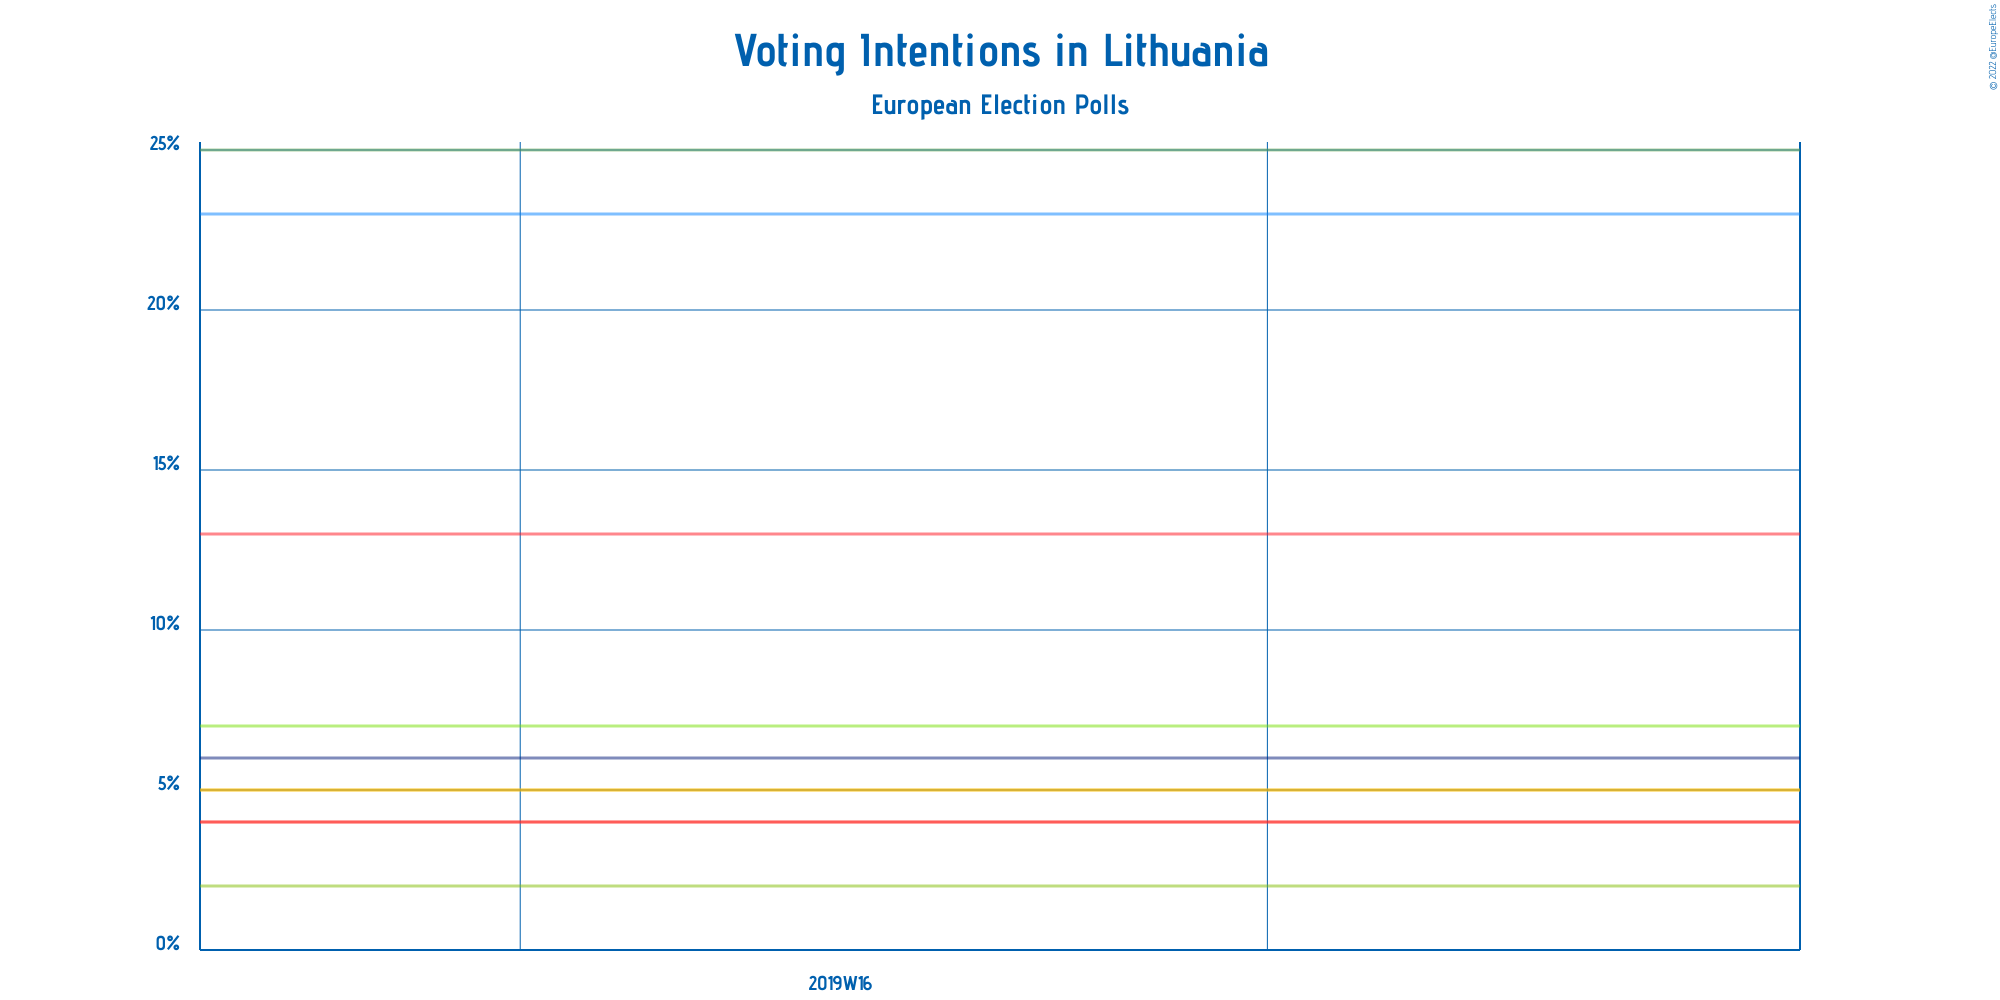 Voting Intentions in Lithuania
European Election Polls
© 2022 @EuropeElects
25%
20%
15%
10%
5%
0%
2019W16